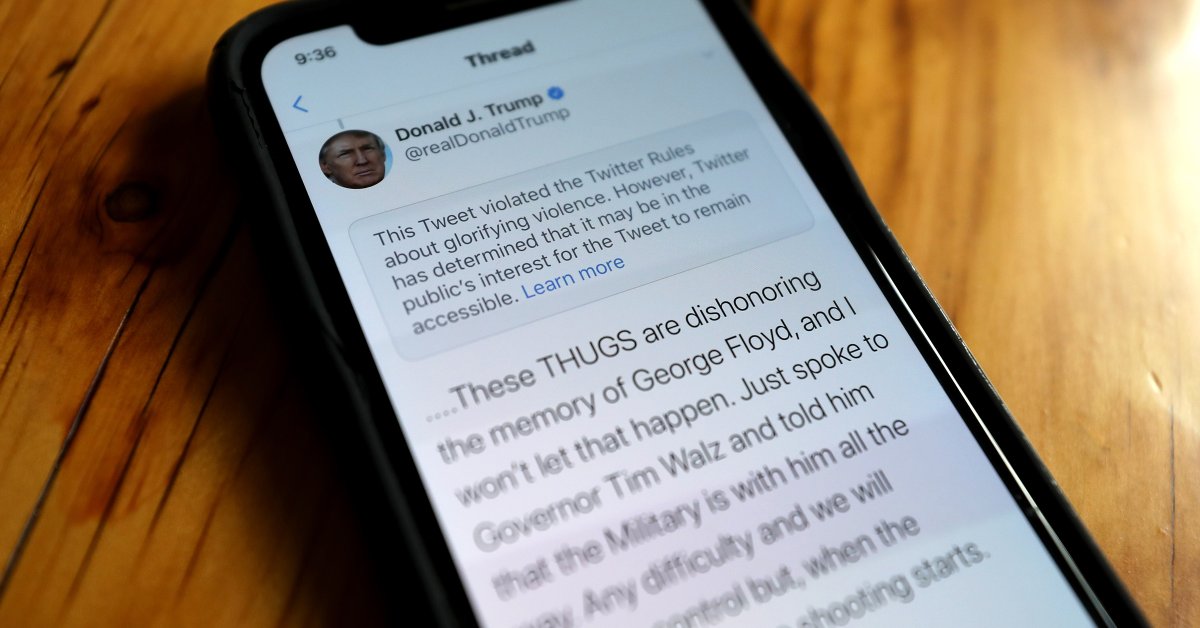 9:36
Thread
Donald J. Trump
@realDonaldTrump
This Tweet violated the Twitter Rules
about glorifying violence. However, Twitter
has determined that it may be in the
public's interest for the Tweet to remain
accessible. Learn more
....These THUGS are dishonoring
the memory of George Floyd, and I
won't let that happen. Just spoke to
Governor Tim Walz and told him
that the Military is with him all the
way. Any difficulty and we will
control but, when the
shooting starts.